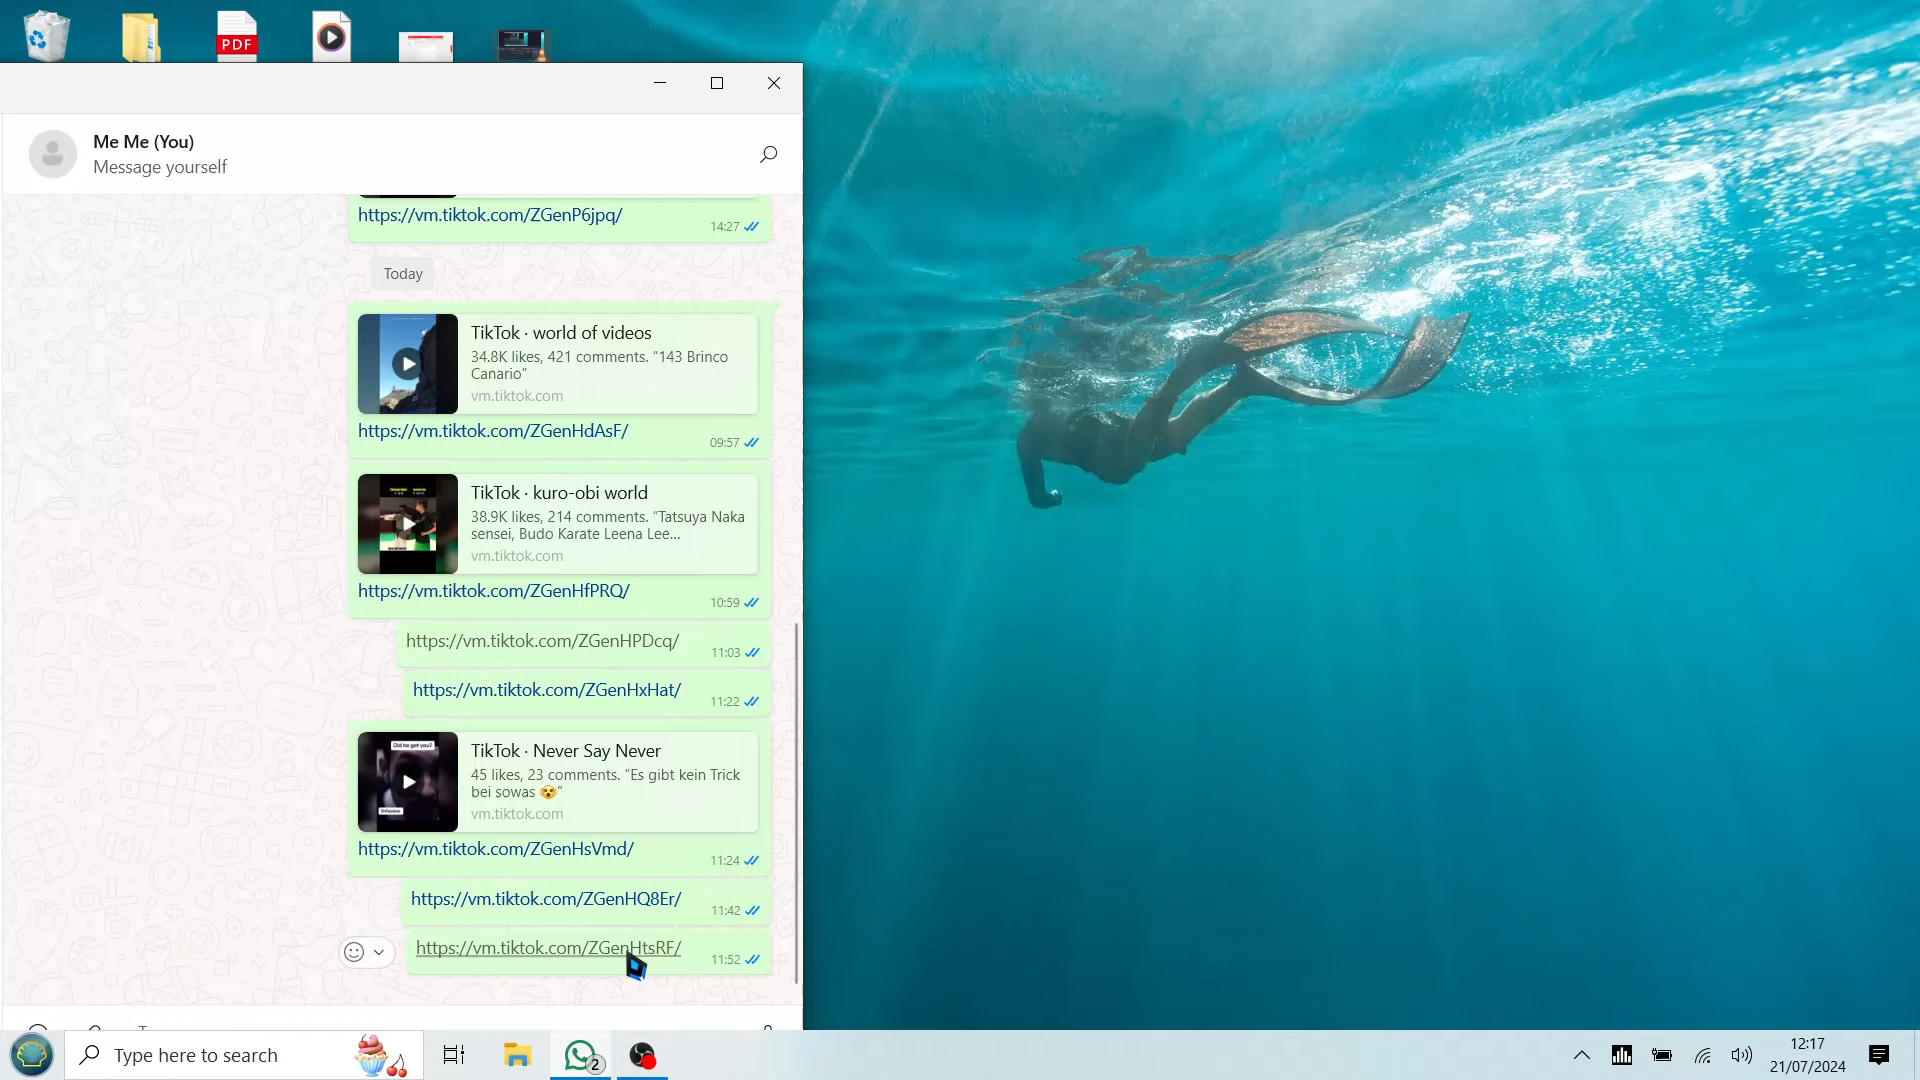 PDF
Me Me (You)
Message yourself
https://vm.tiktok.com/ZGenP6jpq/
14:27
Today
TikTok · world of videos
34.8K likes, 421 comments. “143 Brinco
Canario”
vm.tiktok.com
https://vm.tiktok.com/ZGenHdAsF/
09:57
TikTok · kuro-obi world
38.9K likes, 214 comments. “Tatsuya Naka
sensei, Budo Karate Leena Lee...
vm.tiktok.com
https://vm.tiktok.com/ZGenHfPRQ/
10:59
https://vm.tiktok.com/ZGenHPDcq/
11:03
https://vm.tiktok.com/ZGenHxHat/
11:22
Did he get you?
TikTok · Never Say Never
45 likes, 23 comments. “Es gibt kein Trick
bei sowas 😵”
vm.tiktok.com
https://vm.tiktok.com/ZGenHsVmd/
11:24
https://vm.tiktok.com/ZGenHQ8Er/
11:42
https://vm.tiktok.com/ZGenHtsRF/
11:52
Type here to search
2
12:17
21/07/2024